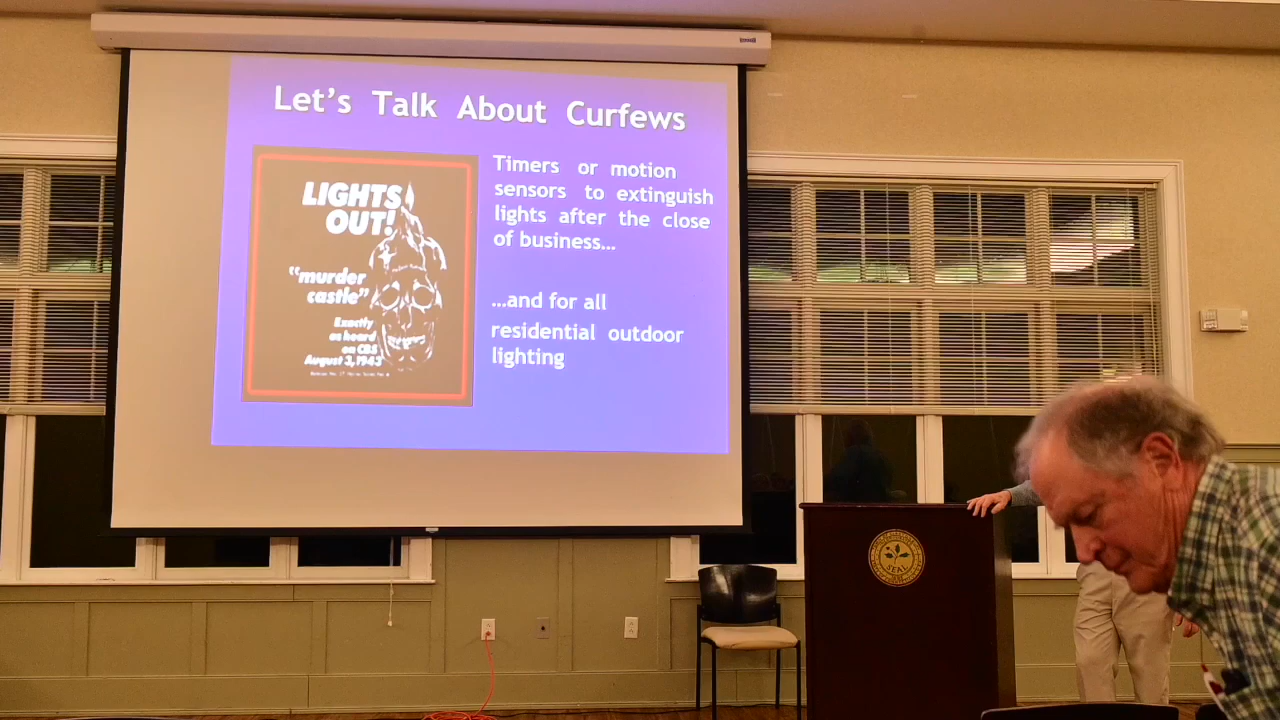 Let's Talk About Curfews
LIGHTS
OUT!
"murder
castle"
Exactly
as heard
on CBS
August 3, 1943
Timers or motion
sensors to extinguish
lights after the close
of business...
...and for all
residential outdoor
lighting
SEAL